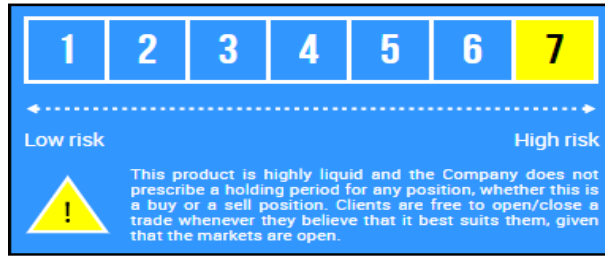 1 2 3 4 5 6 7
Low risk High risk
!
This product is highly liquid and the Company does not
prescribe a holding period for any position, whether this is
a buy or a sell position. Clients are free to open/close a
trade whenever they believe that it best suits them, given
that the markets are open.